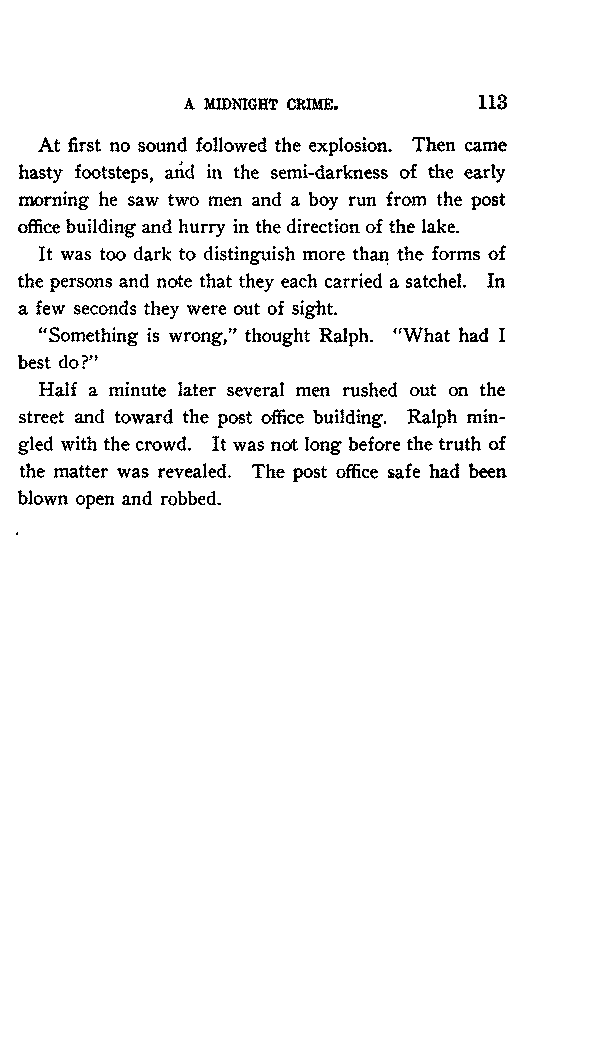 A MIDNIGHT CRIME. 113
At first no sound followed the explosion. Then came
hasty footsteps, and in the semi-darkness of the early
morning he saw two men and a boy run from the post
office building and hurry in the direction of the lake.
It was too dark to distinguish more than the forms of
the persons and note that they each carried a satchel. In
a few seconds they were out of sight.
"Something is wrong," thought Ralph. "What had I
best do?"
Half a minute later several men rushed out on the
street and toward the post office building. Ralph min-
gled with the crowd. It was not long before the truth of
the matter was revealed. The post office safe had been
blown open and robbed.